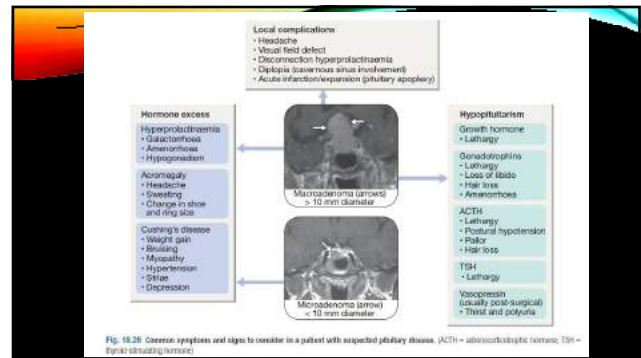 Local complications
• Headache
• Visual field defect
• Disconnection hyperprolactinaemia
• Diplopia (cavernous sinus involvement)
• Acute infarction/expansion (pituitary apoplexy)
Hormone excess
Hyperprolactinaemia
• Galactorrhoea
• Amenorrhoea
• Hypogonadism
Acromegaly
• Headache
• Sweating
• Change in shoe
and ring size
Cushing's disease
• Weight gain
• Bruising
• Myopathy
• Hypertension
• Striae
• Depression
Macroadenoma (arrows)
> 10 mm diameter
Microadenoma (arrow)
< 10 mm diameter
Hypopituitarism
Growth hormone
• Lethargy
Gonadotrophins
• Lethargy
• Loss of libido
• Hair loss
• Amenorrhoea
ACTH
• Lethargy
• Postural hypotension
• Pallor
• Hair loss
TSH
• Lethargy
Vasopressin
(usually post-surgical)
• Thirst and polyuria
Fig. 18.28 Common symptoms and signs to consider in a patient with suspected pituitary disease. (ACTH = adrenocorticotrophic hormone; TSH =
thyroid-stimulating hormone)